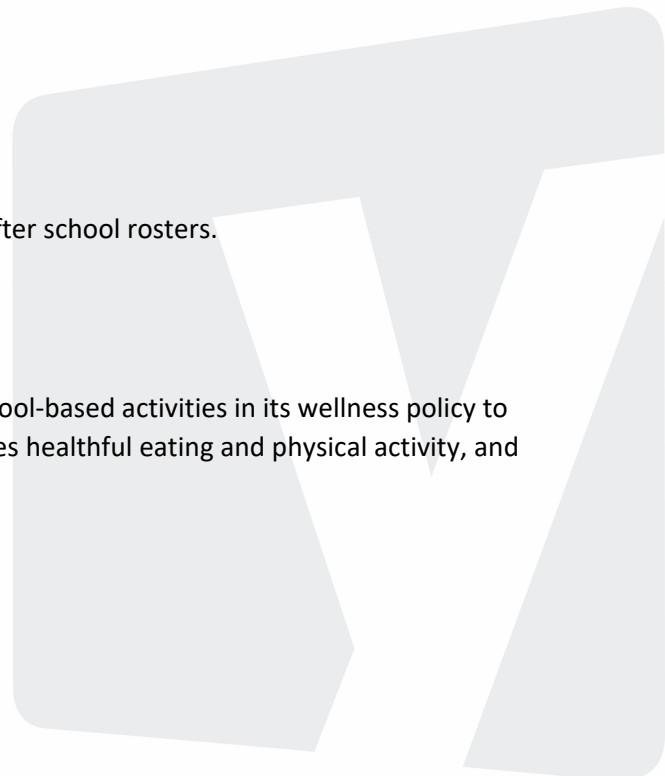 fter school rosters.
ool-based activities in its wellness policy to
es healthful eating and physical activity, and